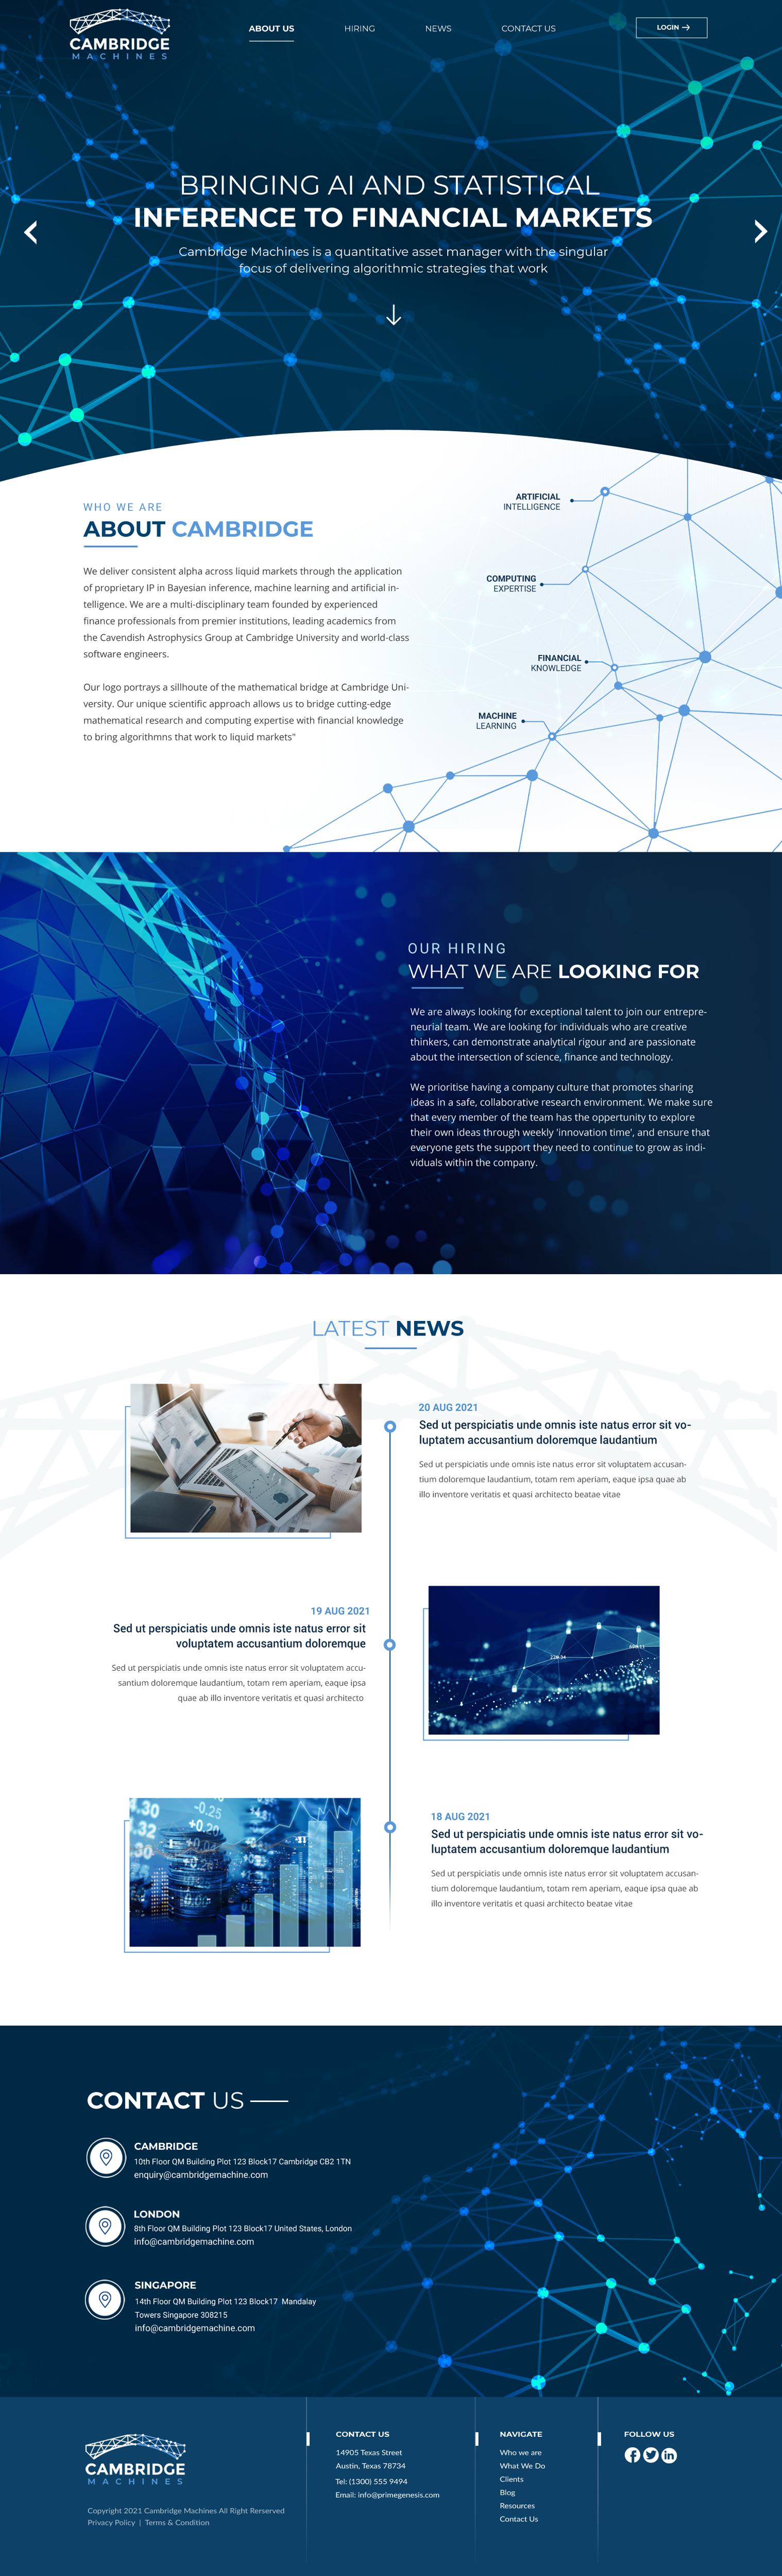 CAMBRIDGE
MACHINES
ABOUT US
HIRING
NEWS
CONTACT US
LOGIN
BRINGING AI AND STATISTICAL
INFERENCE TO FINANCIAL MARKETS
Cambridge Machines is a quantitative asset manager with the singular
focus of delivering algorithmic strategies that work
WHO WE ARE
ABOUT CAMBRIDGE
We deliver consistent alpha across liquid markets through the application
of proprietary IP in Bayesian inference, machine learning and artificial in-
telligence. We are a multi-disciplinary team founded by experienced
finance professionals from premier institutions, leading academics from
the Cavendish Astrophysics Group at Cambridge University and world-class
software engineers.
Our logo portrays a sillhoute of the mathematical bridge at Cambridge Uni-
versity. Our unique scientific approach allows us to bridge cutting-edge
mathematical research and computing expertise with financial knowledge
to bring algorithmns that work to liquid markets"
ARTIFICIAL
INTELLIGENCE
COMPUTING
EXPERTISE
FINANCIAL
KNOWLEDGE
MACHINE
LEARNING
OUR HIRING
WHAT WE ARE LOOKING FOR
We are always looking for exceptional talent to join our entrepre-
neurial team. We are looking for individuals who are creative
thinkers, can demonstrate analytical rigour and are passionate
about the intersection of science, finance and technology.
We prioritise having a company culture that promotes sharing
ideas in a safe, collaborative research environment. We make sure
that every member of the team has the opportunity to explore
their own ideas through weekly 'innovation time', and ensure that
everyone gets the support they need to continue to grow as indi-
viduals within the company.
LATEST NEWS
20 AUG 2021
Sed ut perspiciatis unde omnis iste natus error sit vo-
luptatem accusantium doloremque laudantium
Sed ut perspiciatis unde omnis iste natus error sit voluptatem accusan-
tium doloremque laudantium, totam rem aperiam, eaque ipsa quae ab
illo inventore veritatis et quasi architecto beatae vitae
19 AUG 2021
Sed ut perspiciatis unde omnis iste natus error sit
voluptatem accusantium doloremque
Sed ut perspiciatis unde omnis iste natus error sit voluptatem accu-
santium doloremque laudantium, totam rem aperiam, eaque ipsa
quae ab illo inventore veritatis et quasi architecto
18 AUG 2021
Sed ut perspiciatis unde omnis iste natus error sit vo-
luptatem accusantium doloremque laudantium
Sed ut perspiciatis unde omnis iste natus error sit voluptatem accusan-
tium doloremque laudantium, totam rem aperiam, eaque ipsa quae ab
illo inventore veritatis et quasi architecto beatae vitae
CONTACT US
CAMBRIDGE
10th Floor QM Building Plot 123 Block17 Cambridge CB2 1TN
enquiry@cambridgemachine.com
LONDON
8th Floor QM Building Plot 123 Block17 United States, London
info@cambridgemachine.com
SINGAPORE
14th Floor QM Building Plot 123 Block17 Mandalay
Towers Singapore 308215
info@cambridgemachine.com
CAMBRIDGE
MACHINES
Copyright 2021 Cambridge Machines All Right Rerserved
Privacy Policy | Terms & Condition
CONTACT US
14905 Texas Street
Austin, Texas 78734
Tel: (1300) 555 9494
Email: info@primegenesis.com
NAVIGATE
Who we are
What We Do
Clients
Blog
Resources
Contact Us
FOLLOW US